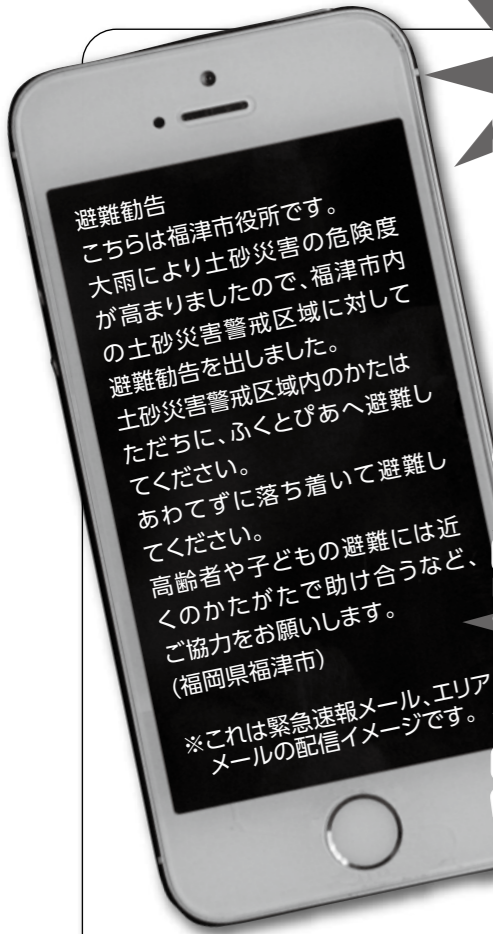 避難勧告
こちらは福津市役所です。
大雨により土砂災害の危険度
が高まりましたので、福津市内
の土砂災害警戒区域に対して
避難勧告を出しました。
土砂災害警戒区域内のかたは
ただちに、ふくとぴあへ避難し
てください。
あわてずに落ち着いて避難し
てください。
高齢者や子どもの避難には近
くのかたがたで助け合うなど、
ご協力をお願いします。
(福岡県福津市)
※これは緊急速報メール、エリア
メールの配信イメージです。